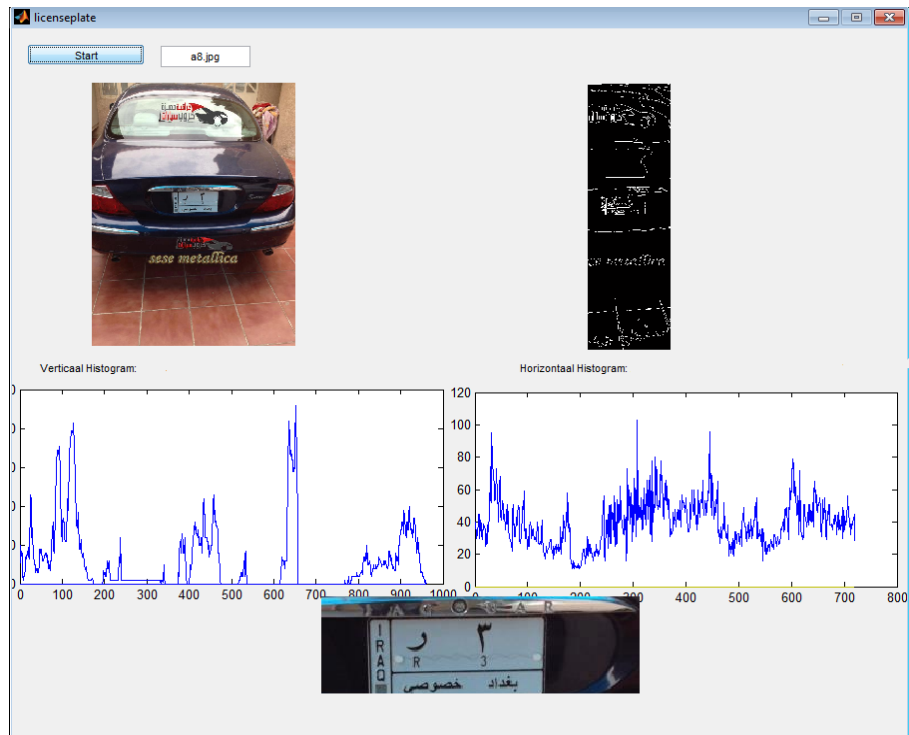 licenseplate
Start a8.jpg
sese metallica
Verticaal Histogram:
Horizontaal Histogram:
120
100
80
60
40
20
0
0 100 200 300 400 500 600 700 800 900 1000
0 100 200 300 400 500 600 700 800
IRAQ
٣ ر
R 3
بغداد خصوصي